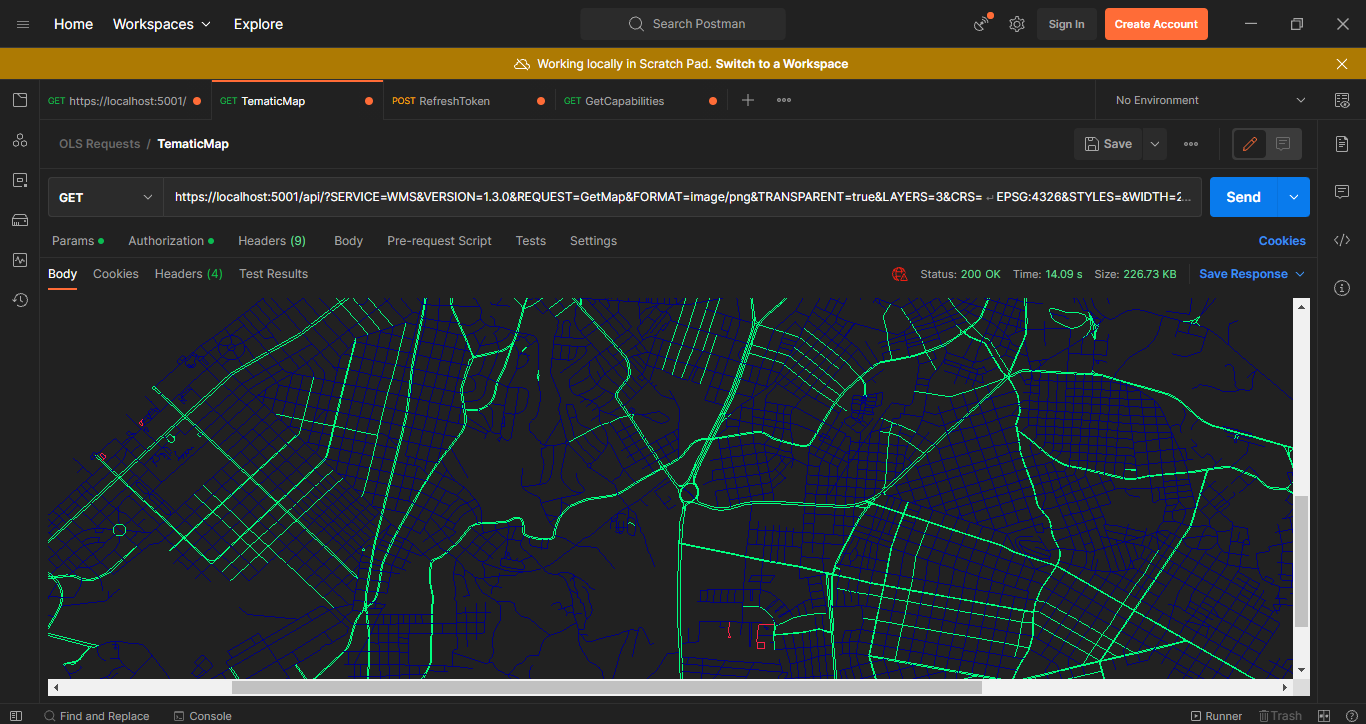 Home Workspaces Explore Search Postman Sign In Create Account
Working locally in Scratch Pad. Switch to a Workspace
GET https://localhost:5001/ GET TematicMap POST RefreshToken GET GetCapabilities No Environment
OLS Requests / TematicMap Save
GET https://localhost:5001/api/?SERVICE=WMS&VERSION=1.3.0&REQUEST=GetMap&FORMAT=image/png&TRANSPARENT=true&LAYERS=3&CRS= ↵ EPSG:4326&STYLES=&WIDTH=2... Send
Params Authorization Headers (9) Body Pre-request Script Tests Settings Cookies
Body Cookies Headers (4) Test Results Status: 200 OK Time: 14.09 s Size: 226.73 KB Save Response
Find and Replace Console Runner Trash